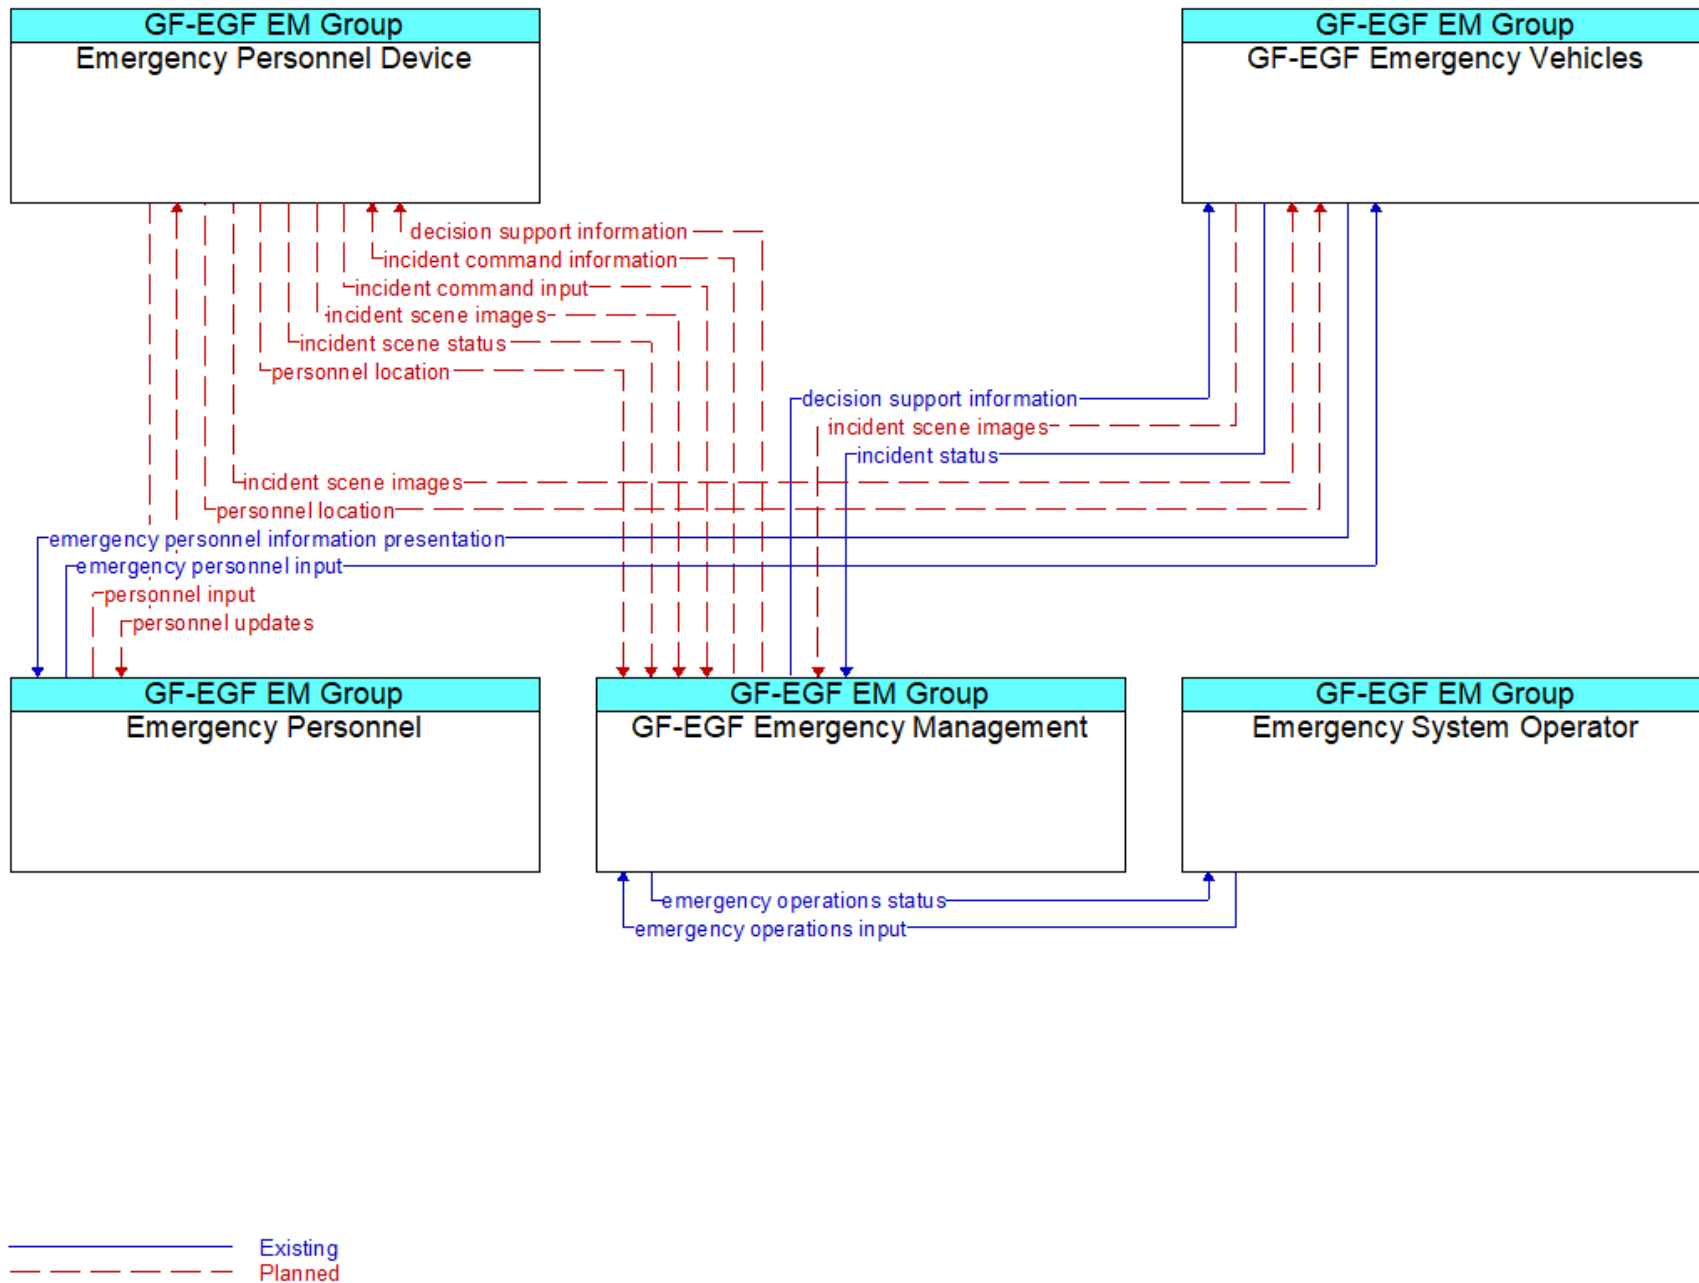 GF-EGF EM Group
Emergency Personnel Device
GF-EGF EM Group
GF-EGF Emergency Vehicles
decision support information
incident command information
incident command input
incident scene images
incident scene status
personnel location
decision support information
incident scene images
incident status
incident scene images
personnel location
emergency personnel information presentation
emergency personnel input
personnel input
personnel updates
GF-EGF EM Group
Emergency Personnel
GF-EGF EM Group
GF-EGF Emergency Management
GF-EGF EM Group
Emergency System Operator
emergency operations status
emergency operations input
Existing
Planned